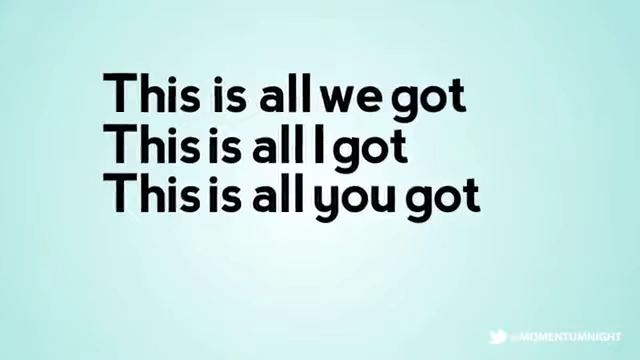 This is all we got
This is all I got
This is all you got
@MOMENTUMNIGHT